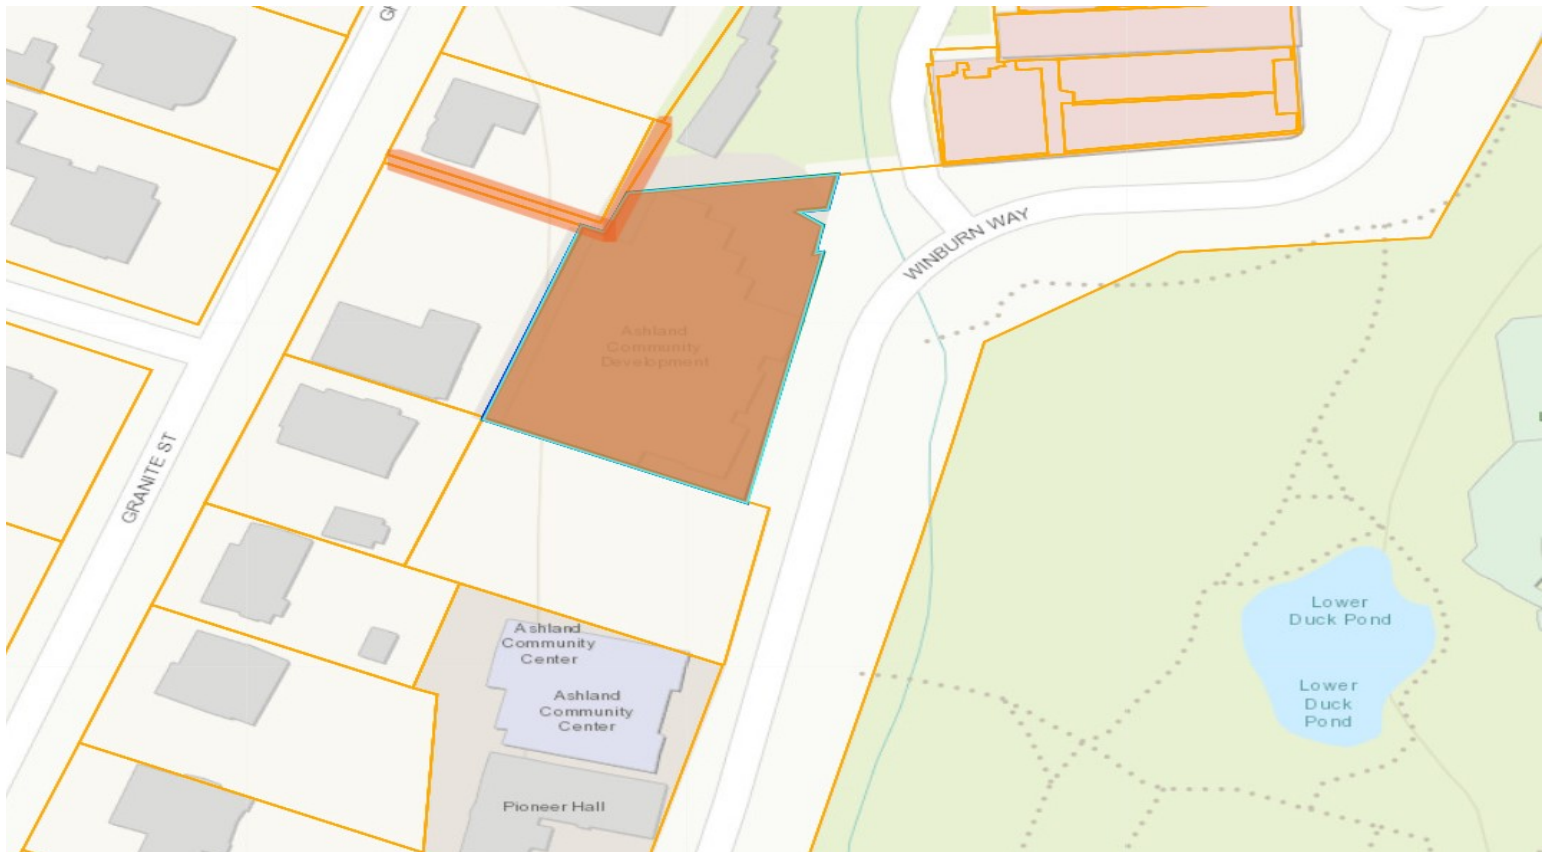 GR
WINBURN WAY
Ashland
Community
Development
GRANITE ST
Lower
Duck Pond
Ashland
Community
Center
Lower
Duck
Pond
Ashland
Community
Center
Pioneer Hall